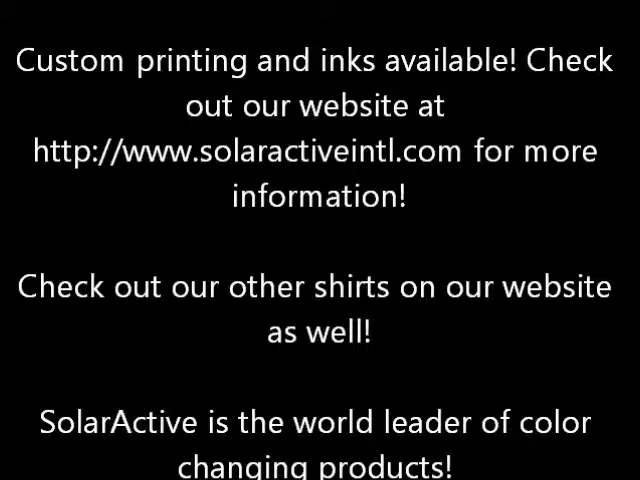 Custom printing and inks available! Check
out our website at
http://www.solaractiveintl.com for more
information!
Check out our other shirts on our website
as well!
SolarActive is the world leader of color
changing products!